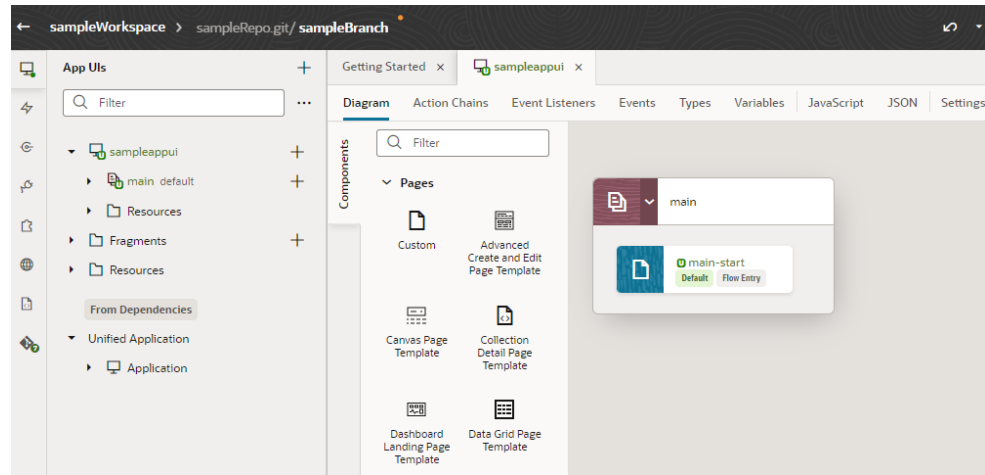 sampleWorkspace > sampleRepo.git/ sampleBranch
App UIs
Filter
sampleappui
main default
Resources
Fragments
Resources
From Dependencies
Unified Application
Application
Getting Started
sampleappui
Diagram Action Chains Event Listeners Events Types Variables JavaScript JSON Settings
Components
Filter
Pages
Custom
Advanced
Create and Edit
Page Template
Canvas Page
Template
Collection
Detail Page
Template
Dashboard
Landing Page
Template
Data Grid Page
Template
main
main-start
Default Flow Entry